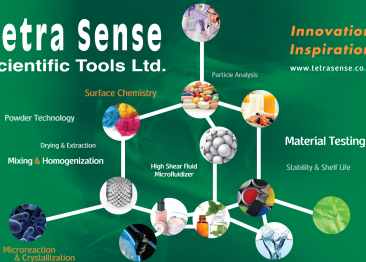 etra Sense
cientific Tools Ltd.
Innovation
Inspiration
www.tetrasense.co.
Particle Analysis
Surface Chemistry
Powder Technology
Drying & Extraction
Mixing & Homogenization
Material Testing
High Shear Fluid
Microfluidizer
Stability & Shelf Life
Microreaction
& Crystallization